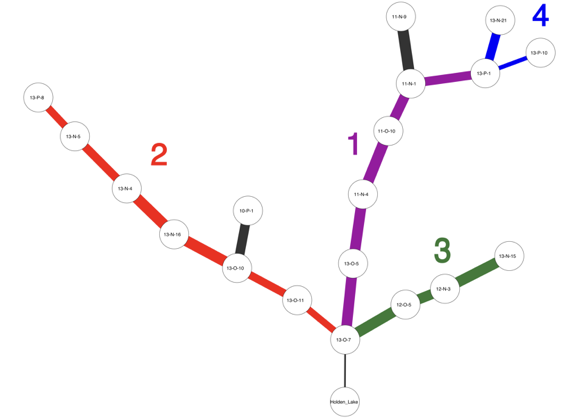 11-N-9
13-N-21
4
13-P-10
13-P-1
11-N-1
13-P-8
11-O-10
13-N-5
1
2
13-N-4
11-N-4
10-P-1
13-N-18
3
13-N-15
13-O-5
13-O-10
12-N-3
13-O-11
12-O-5
13-O-7
Holden_Lake